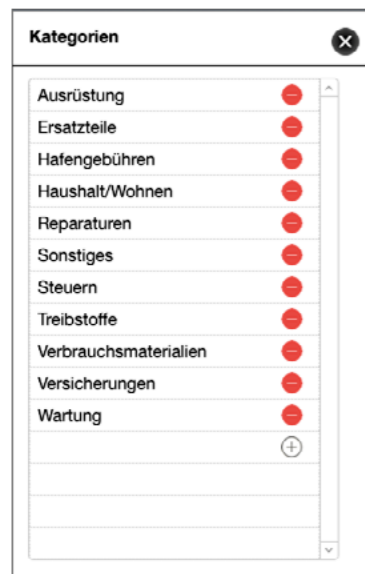 Kategorien
Ausrüstung
Ersatzteile
Hafengebühren
Haushalt/Wohnen
Reparaturen
Sonstiges
Steuern
Treibstoffe
Verbrauchsmaterialien
Versicherungen
Wartung